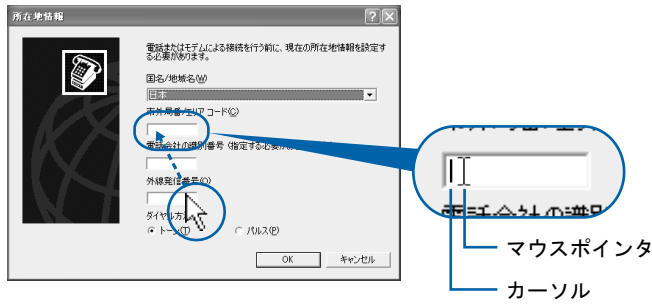 所在地情報
電話またはモデムによる接続を行う前に、現在の所在地情報を設定す
る必要があります。
国名/地域名(W)
日本
市外局番/エリア コード(C)
電話会社の識別番号 (指定する必要が
外線発信番号(O)
ダイヤル方
トーン(T)
パルス(P)
OK
キャンセル
電話会社の識別
マウスポインタ
カーソル